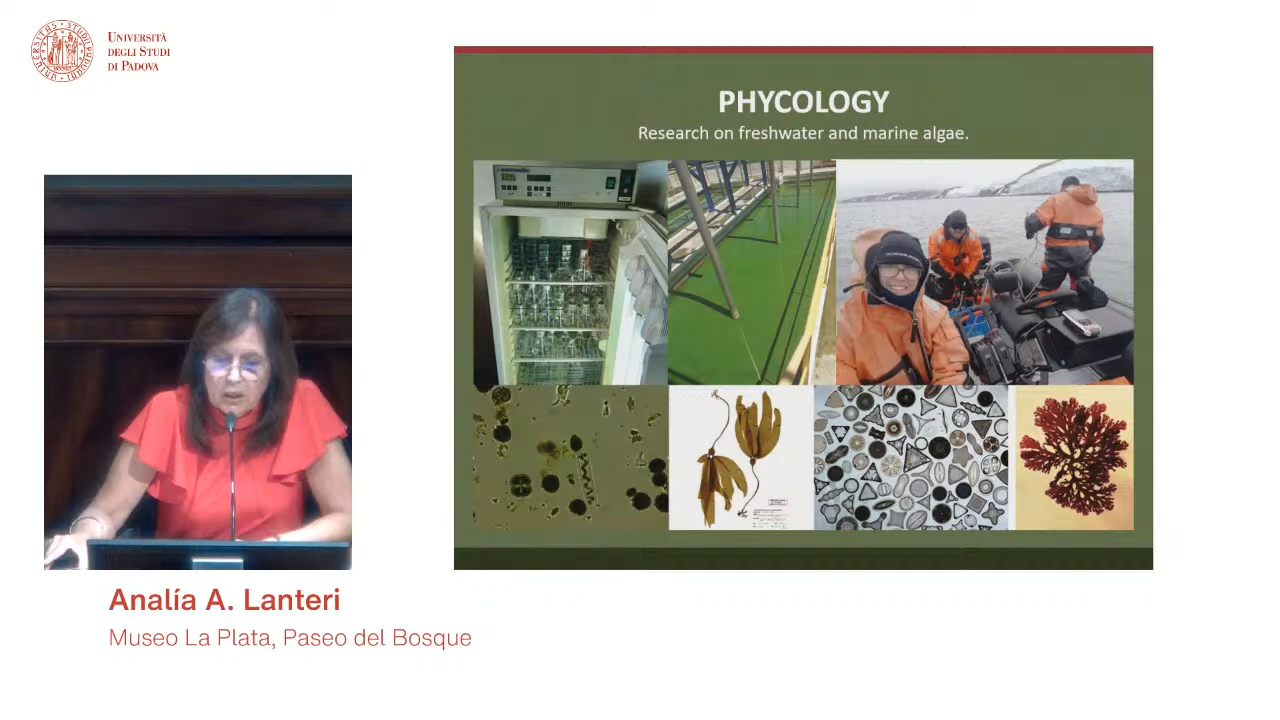 UNIVERSITÀ
DEGLI STUDI
DI PADOVA
PHYCOLOGY
Research on freshwater and marine algae.
Analía A. Lanteri
Museo La Plata, Paseo del Bosque